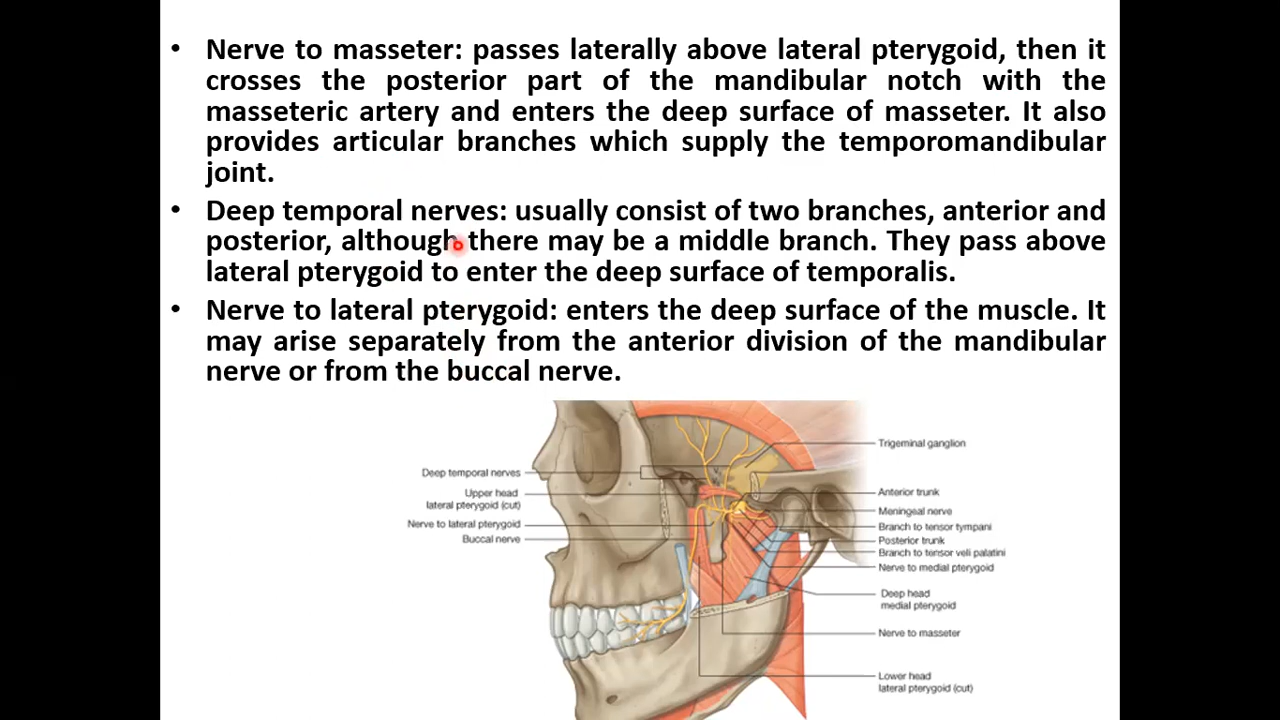 • Nerve to masseter: passes laterally above lateral pterygoid, then it
crosses the posterior part of the mandibular notch with the
masseteric artery and enters the deep surface of masseter. It also
provides articular branches which supply the temporomandibular
joint.
• Deep temporal nerves: usually consist of two branches, anterior and
posterior, although there may be a middle branch. They pass above
lateral pterygoid to enter the deep surface of temporalis.
• Nerve to lateral pterygoid: enters the deep surface of the muscle. It
may arise separately from the anterior division of the mandibular
nerve or from the buccal nerve.
Deep temporal nerves
Upper head
lateral pterygoid (cut)
Nerve to lateral pterygoid
Buccal nerve
Trigeminal ganglion
Anterior trunk
Meningeal nerve
Branch to tensor tympani
Posterior trunk
Branch to tensor veli palatini
Nerve to medial pterygoid
Deep head
medial pterygoid
Nerve to masseter
Lower head
lateral pterygoid (cut)